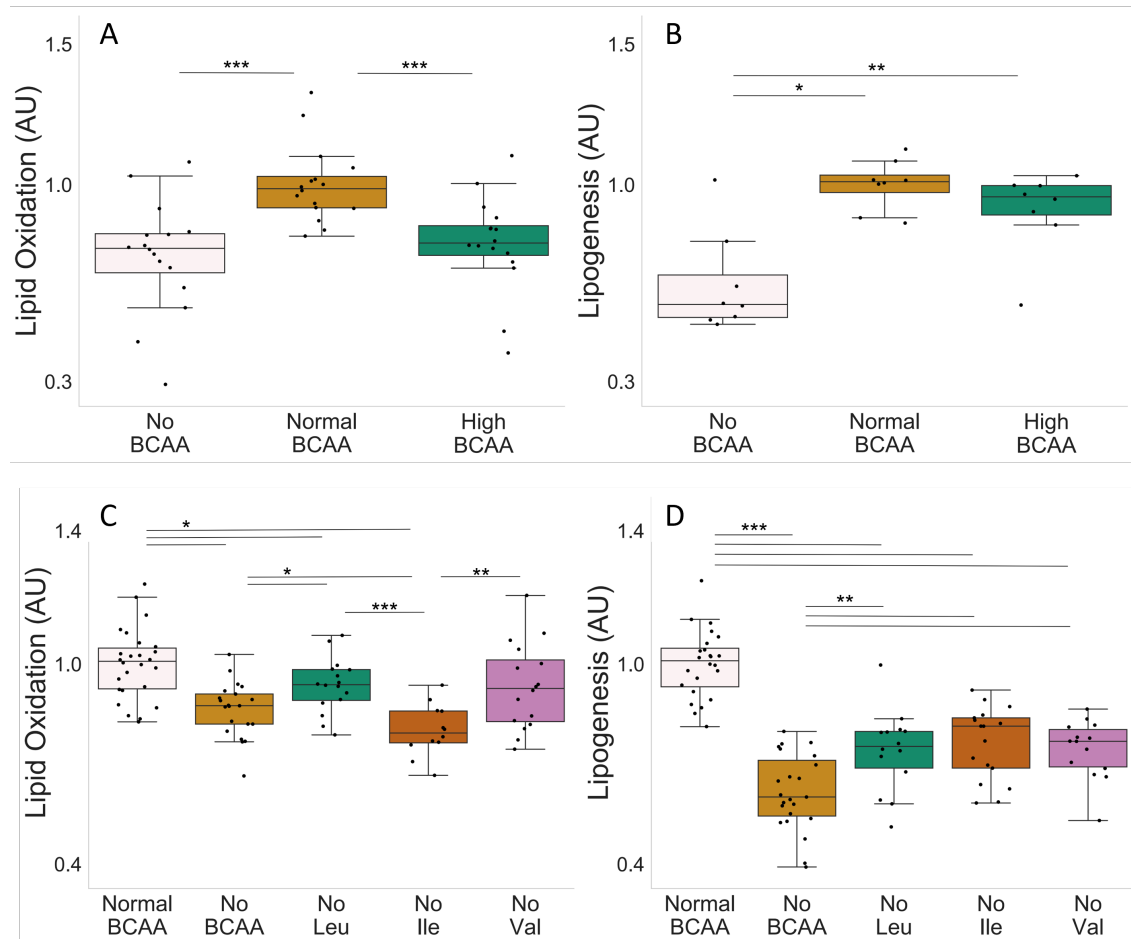 A
1.5
***
***
Lipid Oxidation (AU)
1.0
0.3
No
BCAA
Normal
BCAA
High
BCAA
B
1.5
**
*
Lipogenesis (AU)
1.0
0.3
No
BCAA
Normal
BCAA
High
BCAA
C
1.4
*
*
**
***
Lipid Oxidation (AU)
1.0
0.4
Normal
BCAA
No
BCAA
No
Leu
No
Ile
No
Val
D
1.4
***
**
Lipogenesis (AU)
1.0
0.4
Normal
BCAA
No
BCAA
No
Leu
No
Ile
No
Val